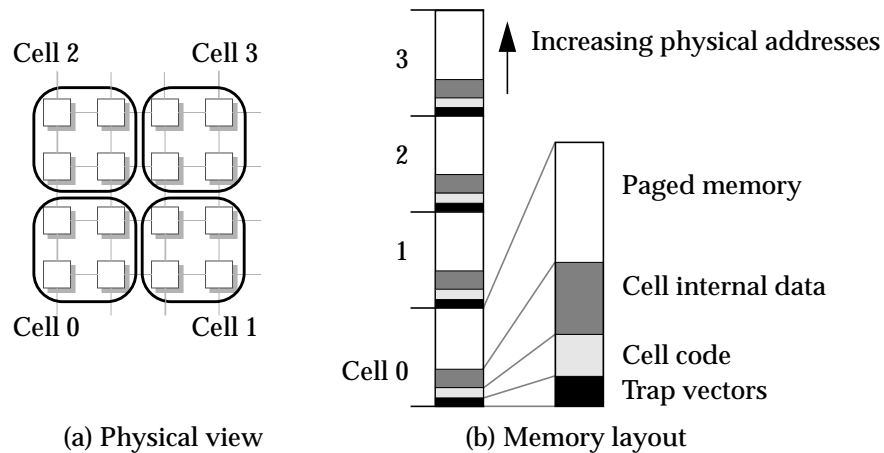 Cell 2
Cell 3
Cell 0
Cell 1
(a) Physical view
3
Increasing physical addresses
2
1
Cell 0
Paged memory
Cell internal data
Cell code
Trap vectors
(b) Memory layout